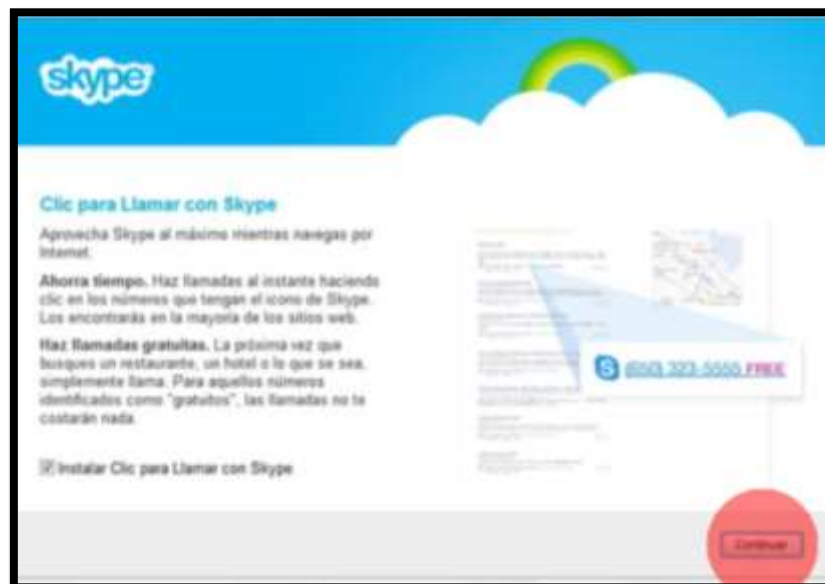 skype
Clic para Llamar con Skype
Aprovecha Skype al máximo mientras navegas por
Internet.
Ahorra tiempo. Haz llamadas al instante haciendo
clic en los números que tengan el icono de Skype.
Los encontrarás en la mayoría de los sitios web.
Haz llamadas gratuitas. La próxima vez que
busques un restaurante, un hotel o lo que se sea,
simplemente llama. Para aquellos números
identificados como "gratuitos", las llamadas no te
costarán nada.
S (650) 323-5555 FREE
Instalar Clic para Llamar con Skype
Continuar